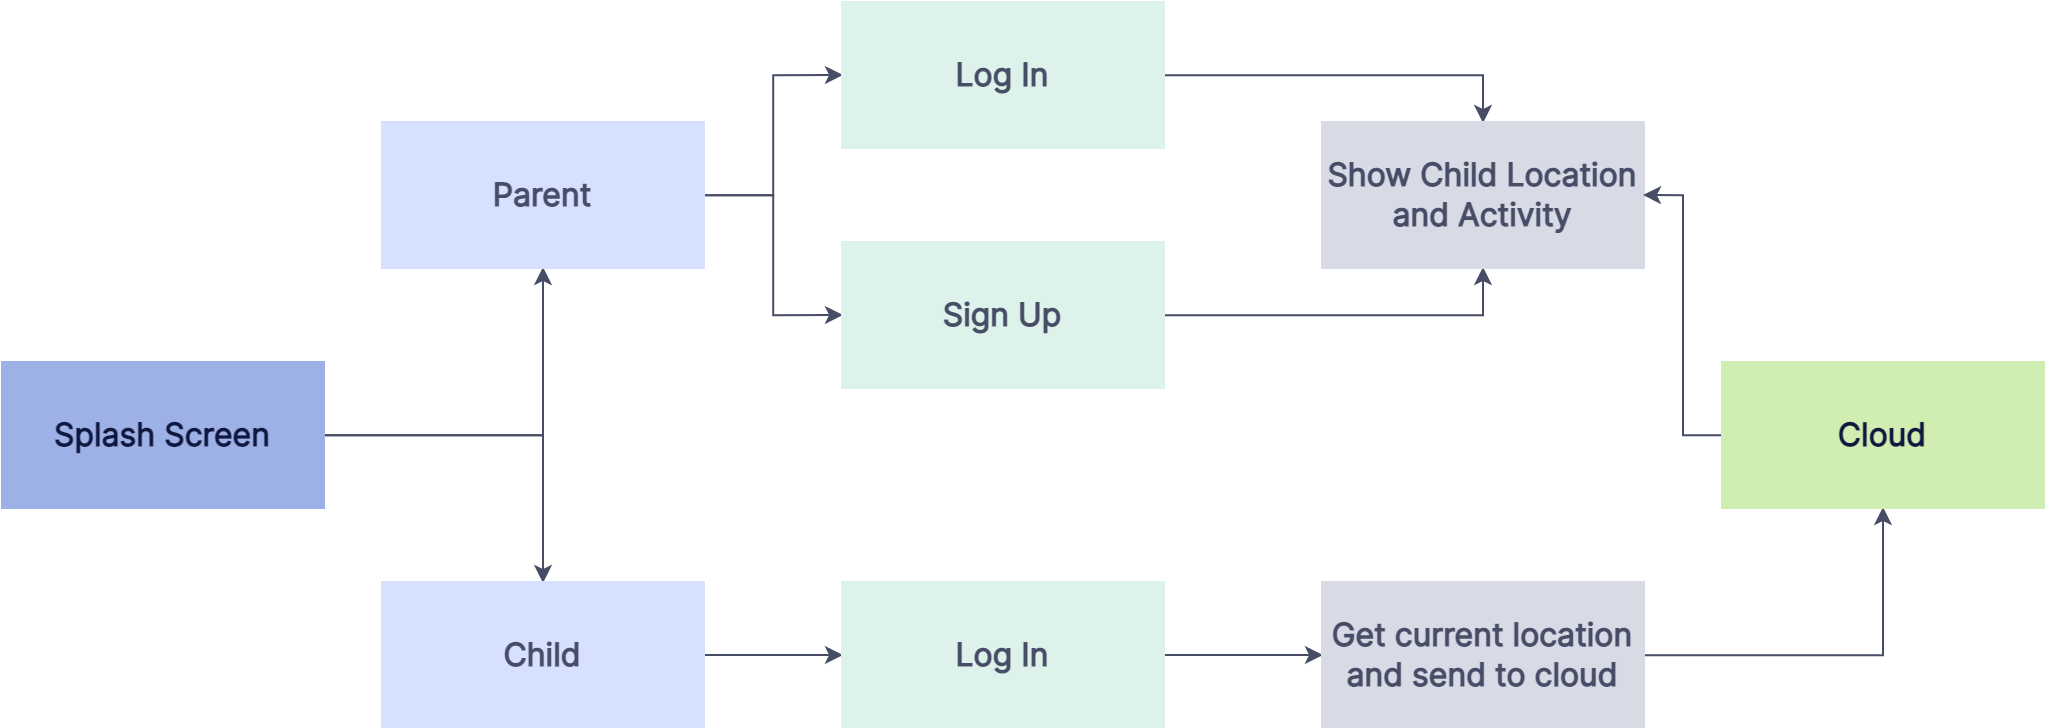 Log In
Parent
Show Child Location
and Activity
Sign Up
Splash Screen
Cloud
Child
Log In
Get current location
and send to cloud